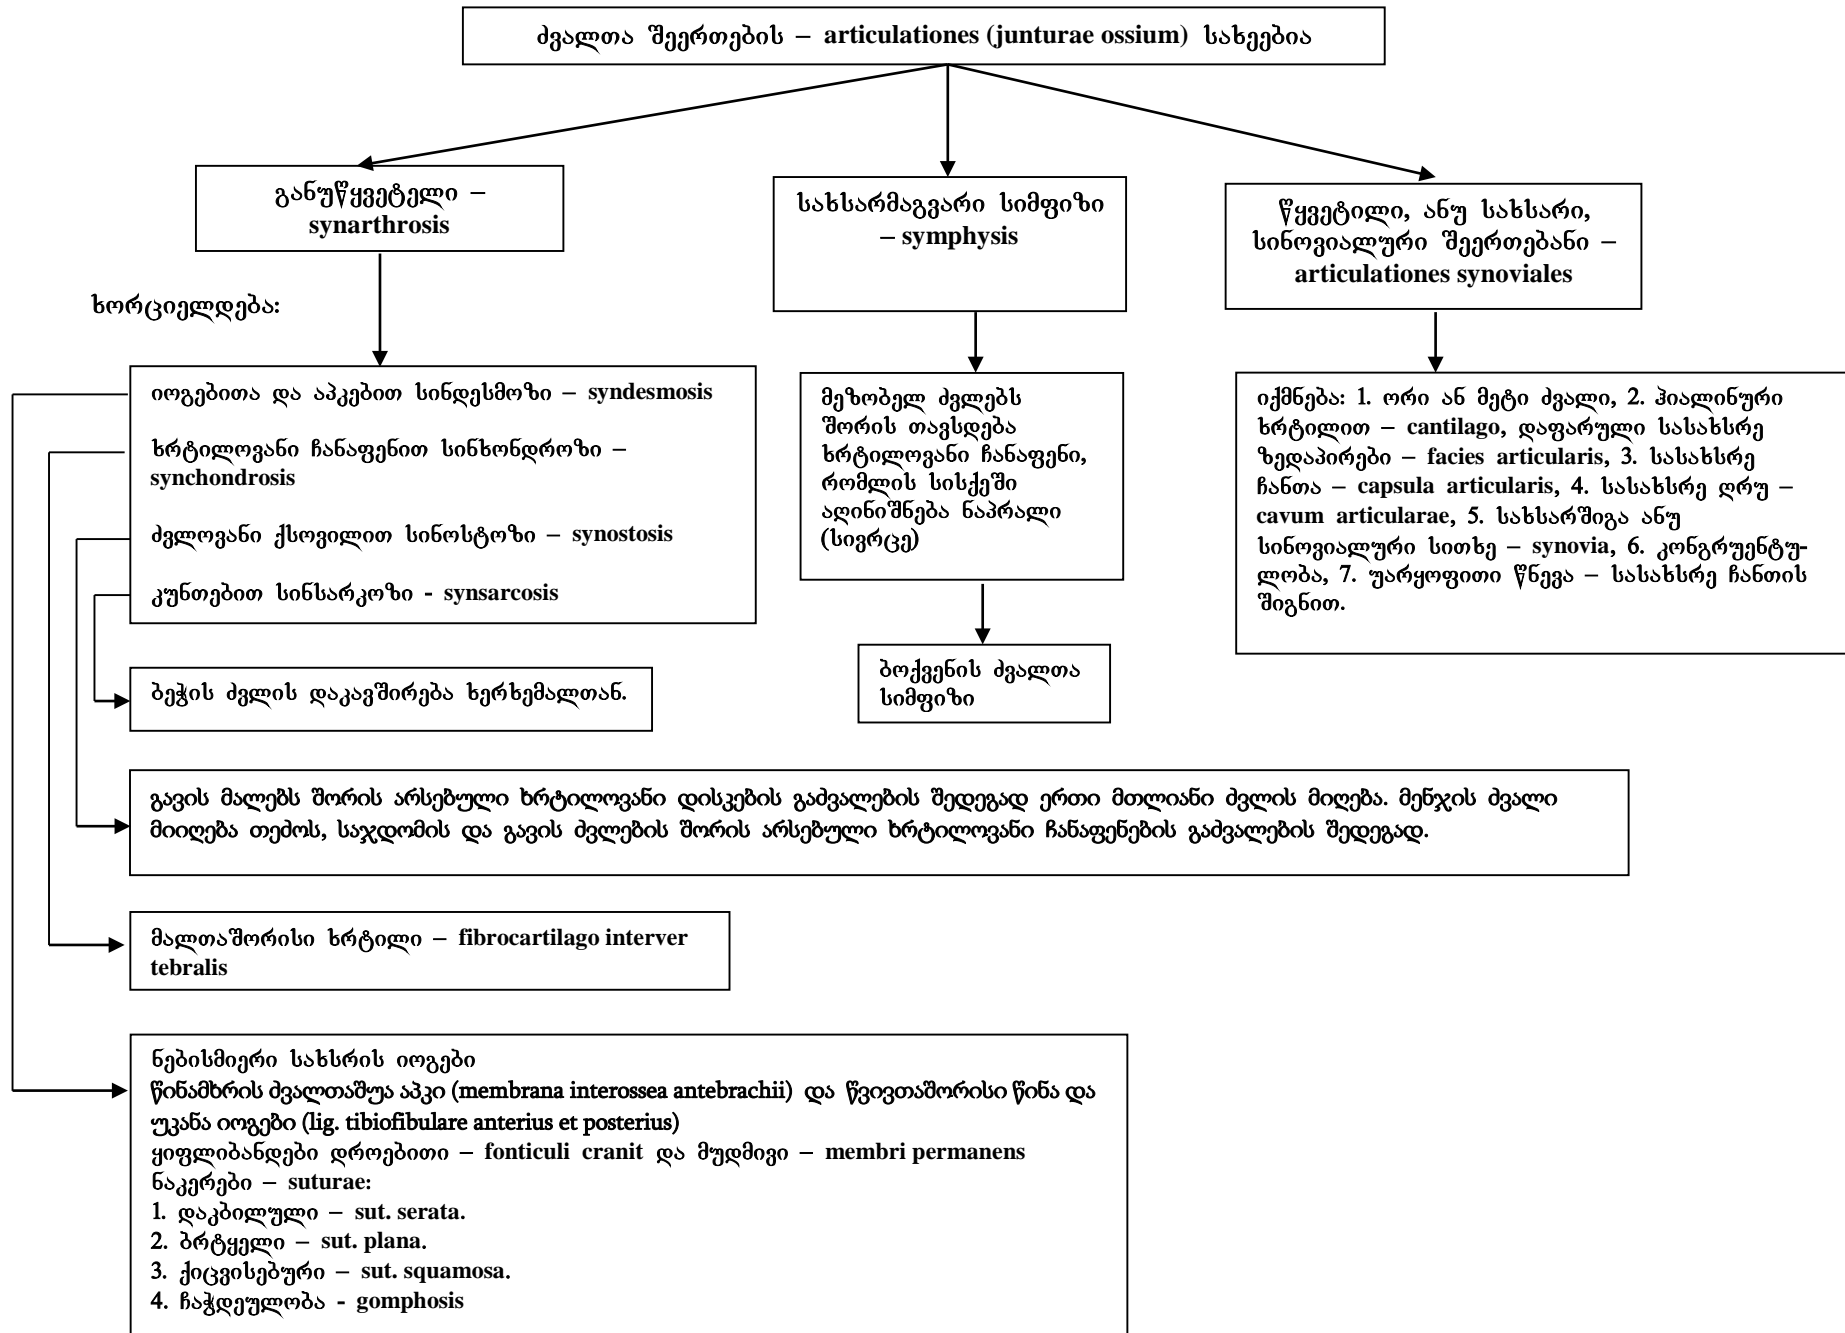 ძვალთა შეერთების – articulationes (junturae ossium) სახეებია
განუწყვეტელი –
synarthrosis
სახსარმაგვარი სიმფიზი
– symphysis
წყვეტილი, ანუ სახსარი,
სინოვიალური შეერთებანი –
articulationes synoviales
ხორციელდება:
იოგებითა და აპკებით სინდესმოზი – syndesmosis
ხრტილოვანი ჩანაფენით სინხონდროზი –
synchondrosis
ძვლოვანი ქსოვილით სინოსტოზი – synostosis
კუნთებით სინსარკოზი - synsarcosis
მეზობელ ძვლებს
შორის თავსდება
ხრტილოვანი ჩანაფენი,
რომლის სისქეში
აღინიშნება ნაპრალი
(სივრცე)
იქმნება: 1. ორი ან მეტი ძვალი, 2. ჰიალინური
ხრტილით – cantilago, დაფარული სასახსრე
ზედაპირები – facies articularis, 3. სასახსრე
ჩანთა – capsula articularis, 4. სასახსრე ღრუ –
cavum articularae, 5. სახსარშიგა ანუ
სინოვიალური სითხე – synovia, 6. კონგრუენტუ-
ლობა, 7. უარყოფითი წნევა – სასახსრე ჩანთის
შიგნით.
ბოქვენის ძვალთა
სიმფიზი
ბეჭის ძვლის დაკავშირება ხერხემალთან.
გავის მალებს შორის არსებული ხრტილოვანი დისკების გაძვალების შედეგად ერთი მთლიანი ძვლის მიღება. მენჯის ძვალი
მიიღება თეძოს, საჯდომის და გავის ძვლების შორის არსებული ხრტილოვანი ჩანაფენების გაძვალების შედეგად.
მალთაშორისი ხრტილი – fibrocartilago interver
tebralis
ნებისმიერი სახსრის იოგები
წინამხრის ძვალთაშუა აპკი (membrana interossea antebrachii) და წვივთაშორისი წინა და
უკანა იოგები (lig. tibiofibulare anterius et posterius)
ყიფლიბანდები დროებითი – fonticuli cranit და მუდმივი – membri permanens
ნაკერები – suturae:
1. დაკბილული – sut. serata.
2. ბრტყელი – sut. plana.
3. ქიცვისებური – sut. squamosa.
4. ჩაჭდეულობა - gomphosis